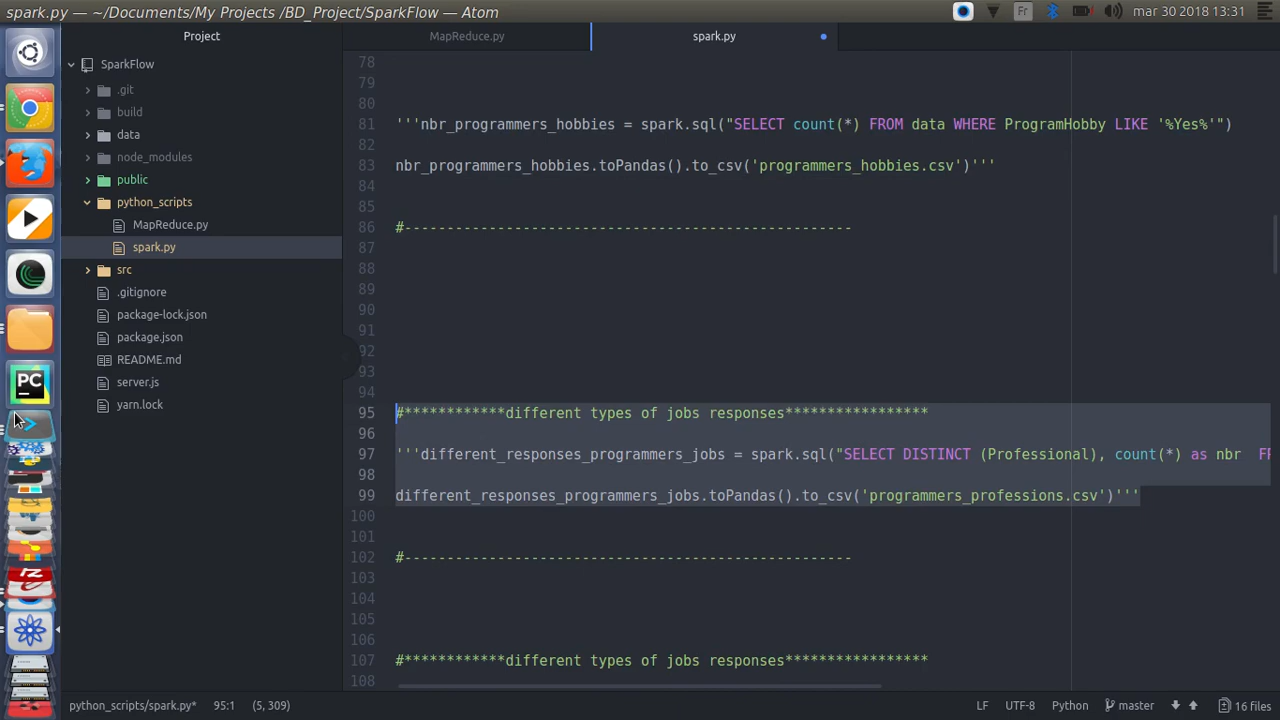 spark.py — ~/Documents/My Projects /BD_Project/SparkFlow — Atom
Fr
mar 30 2018 13:31
Project
MapReduce.py
spark.py
SparkFlow
.git
build
data
node_modules
public
python_scripts
MapReduce.py
spark.py
src
.gitignore
package-lock.json
package.json
README.md
server.js
yarn.lock
PC
78
79
80
81 '''nbr_programmers_hobbies = spark.sql("SELECT count(*) FROM data WHERE ProgramHobby LIKE '%Yes%'")
82
83 nbr_programmers_hobbies.toPandas().to_csv('programmers_hobbies.csv')'''
84
85
86 #-----------------------------------------------------
87
88
89
90
91
92
93
94
95 #************different types of jobs responses*****************
96
97 '''different_responses_programmers_jobs = spark.sql("SELECT DISTINCT (Professional), count(*) as nbr  FR
98
99 different_responses_programmers_jobs.toPandas().to_csv('programmers_professions.csv')'''
100
101
102 #-----------------------------------------------------
103
104
105
106
107 #************different types of jobs responses*****************
108
python_scripts/spark.py*
95:1
(5, 309)
LF
UTF-8
Python
master
16 files